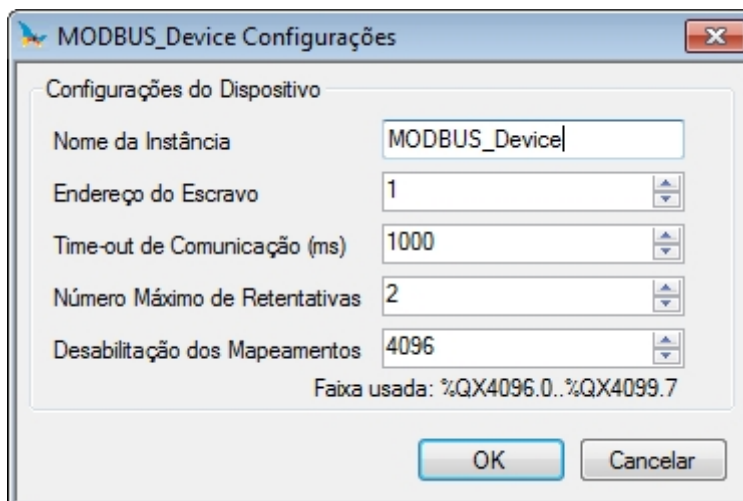 MODBUS_Device Configurações
Configurações do Dispositivo
Nome da Instância MODBUS_Device
Endereço do Escravo 1
Time-out de Comunicação (ms) 1000
Número Máximo de Retentativas 2
Desabilitação dos Mapeamentos 4096
Faixa usada: %QX4096.0..%QX4099.7
OK Cancelar